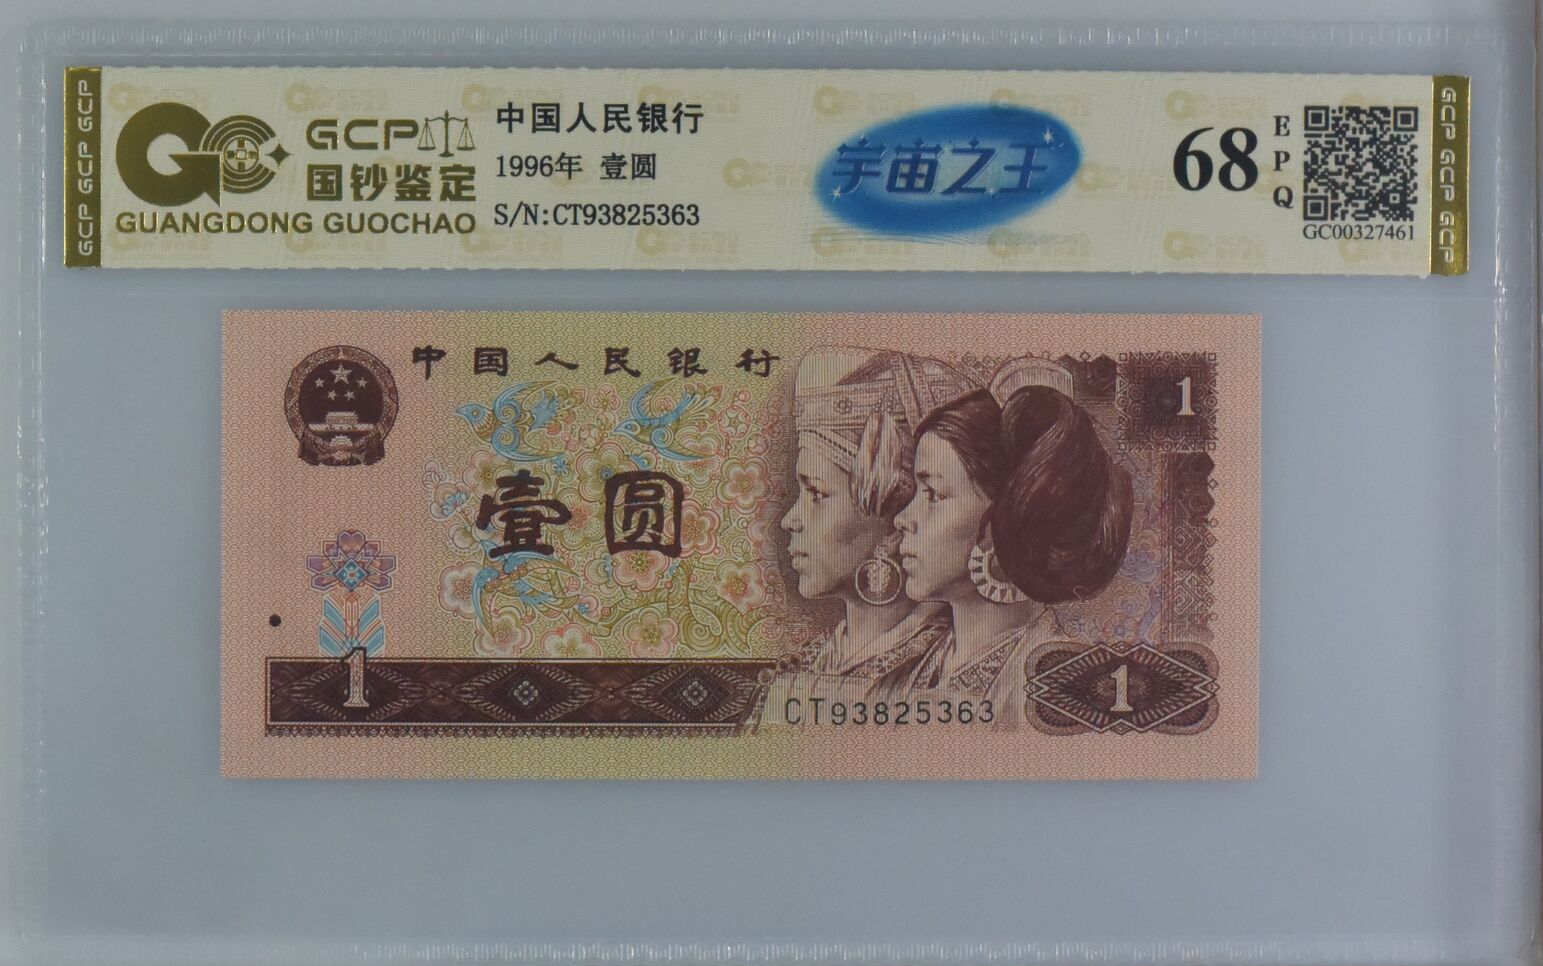 GCP GCP GCP
GCP
国钞鉴定
GUANGDONG GUOCHAO
中国人民银行
1996年 壹圆
S/N:CT93825363
宇宙之王
68
EPQ
GC00327461
GCP GCP GCP
中国人民银行
1
壹圆
1
CT93825363
1